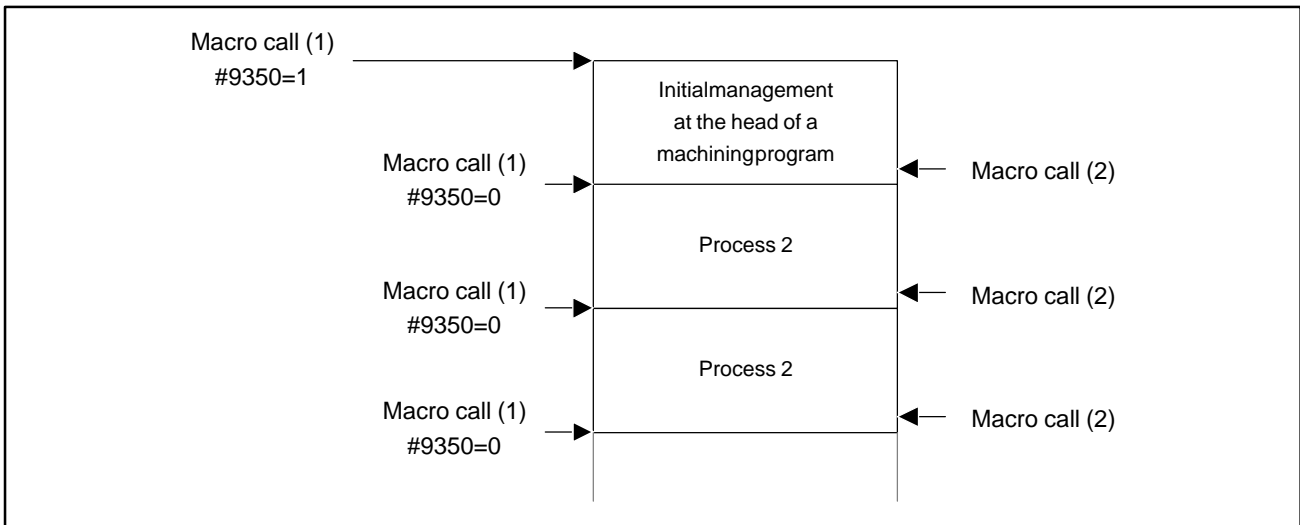 Macro call (1)
#9350=1
Initialmanagement
at the head of a
machiningprogram
Macro call (1)
#9350=0
Macro call (2)
Process 2
Macro call (1)
#9350=0
Macro call (2)
Process 2
Macro call (1)
#9350=0
Macro call (2)